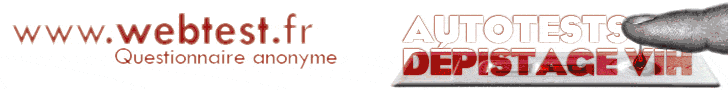 www.webtest.fr
Questionnaire anonyme
AUTOTESTS
DÉPISTAGE VIH